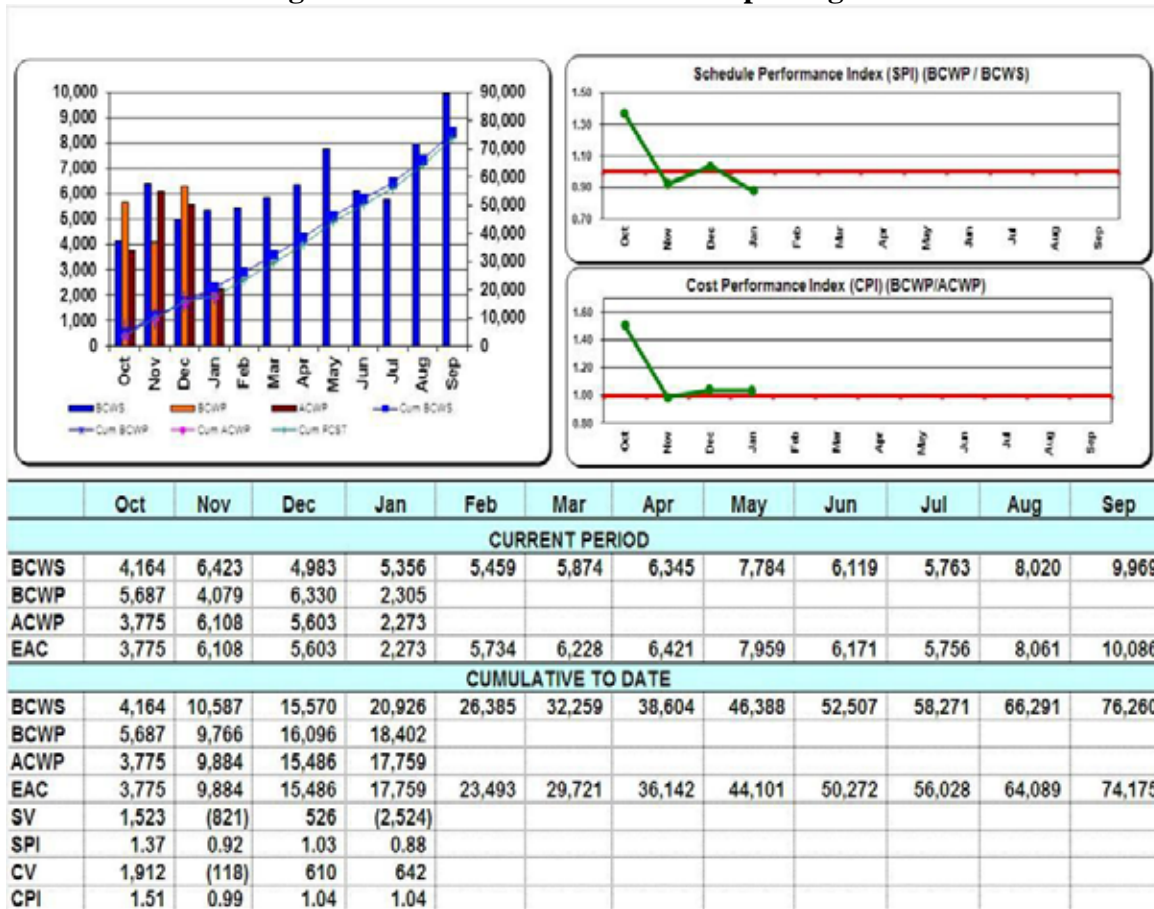 10,000
9,000
8,000
7,000
6,000
5,000
4,000
3,000
2,000
1,000
0
90,000
80,000
70,000
60,000
50,000
40,000
30,000
20,000
10,000
0
Oct Nov Dec Jan Feb Mar Apr May Jun Jul Aug Sep
BCWS BCWP ACWP Cum BCWS
Cum BCWP Cum ACWP Cum FCST
Schedule Performance Index (SPI) (BCWP / BCWS)
1.50
1.30
1.10
0.90
0.70
Oct Nov Dec Jan Feb Mar Apr May Jun Jul Aug Sep
Cost Performance Index (CPI) (BCWP/ACWP)
1.60
1.40
1.20
1.00
0.80
Oct Nov Dec Jan Feb Mar Apr May Jun Jul Aug Sep
Oct Nov Dec Jan Feb Mar Apr May Jun Jul Aug Sep
CURRENT PERIOD
BCWS 4,164 6,423 4,983 5,356 5,459 5,874 6,345 7,784 6,119 5,763 8,020 9,969
BCWP 5,687 4,079 6,330 2,305
ACWP 3,775 6,108 5,603 2,273
EAC 3,775 6,108 5,603 2,273 5,734 6,228 6,421 7,959 6,171 5,756 8,061 10,086
CUMULATIVE TO DATE
BCWS 4,164 10,587 15,570 20,926 26,385 32,259 38,604 46,388 52,507 58,271 66,291 76,260
BCWP 5,687 9,766 16,096 18,402
ACWP 3,775 9,884 15,486 17,759
EAC 3,775 9,884 15,486 17,759 23,493 29,721 36,142 44,101 50,272 56,028 64,089 74,175
SV 1,523 (821) 526 (2,524)
SPI 1.37 0.92 1.03 0.88
CV 1,912 (118) 610 642
CPI 1.51 0.99 1.04 1.04